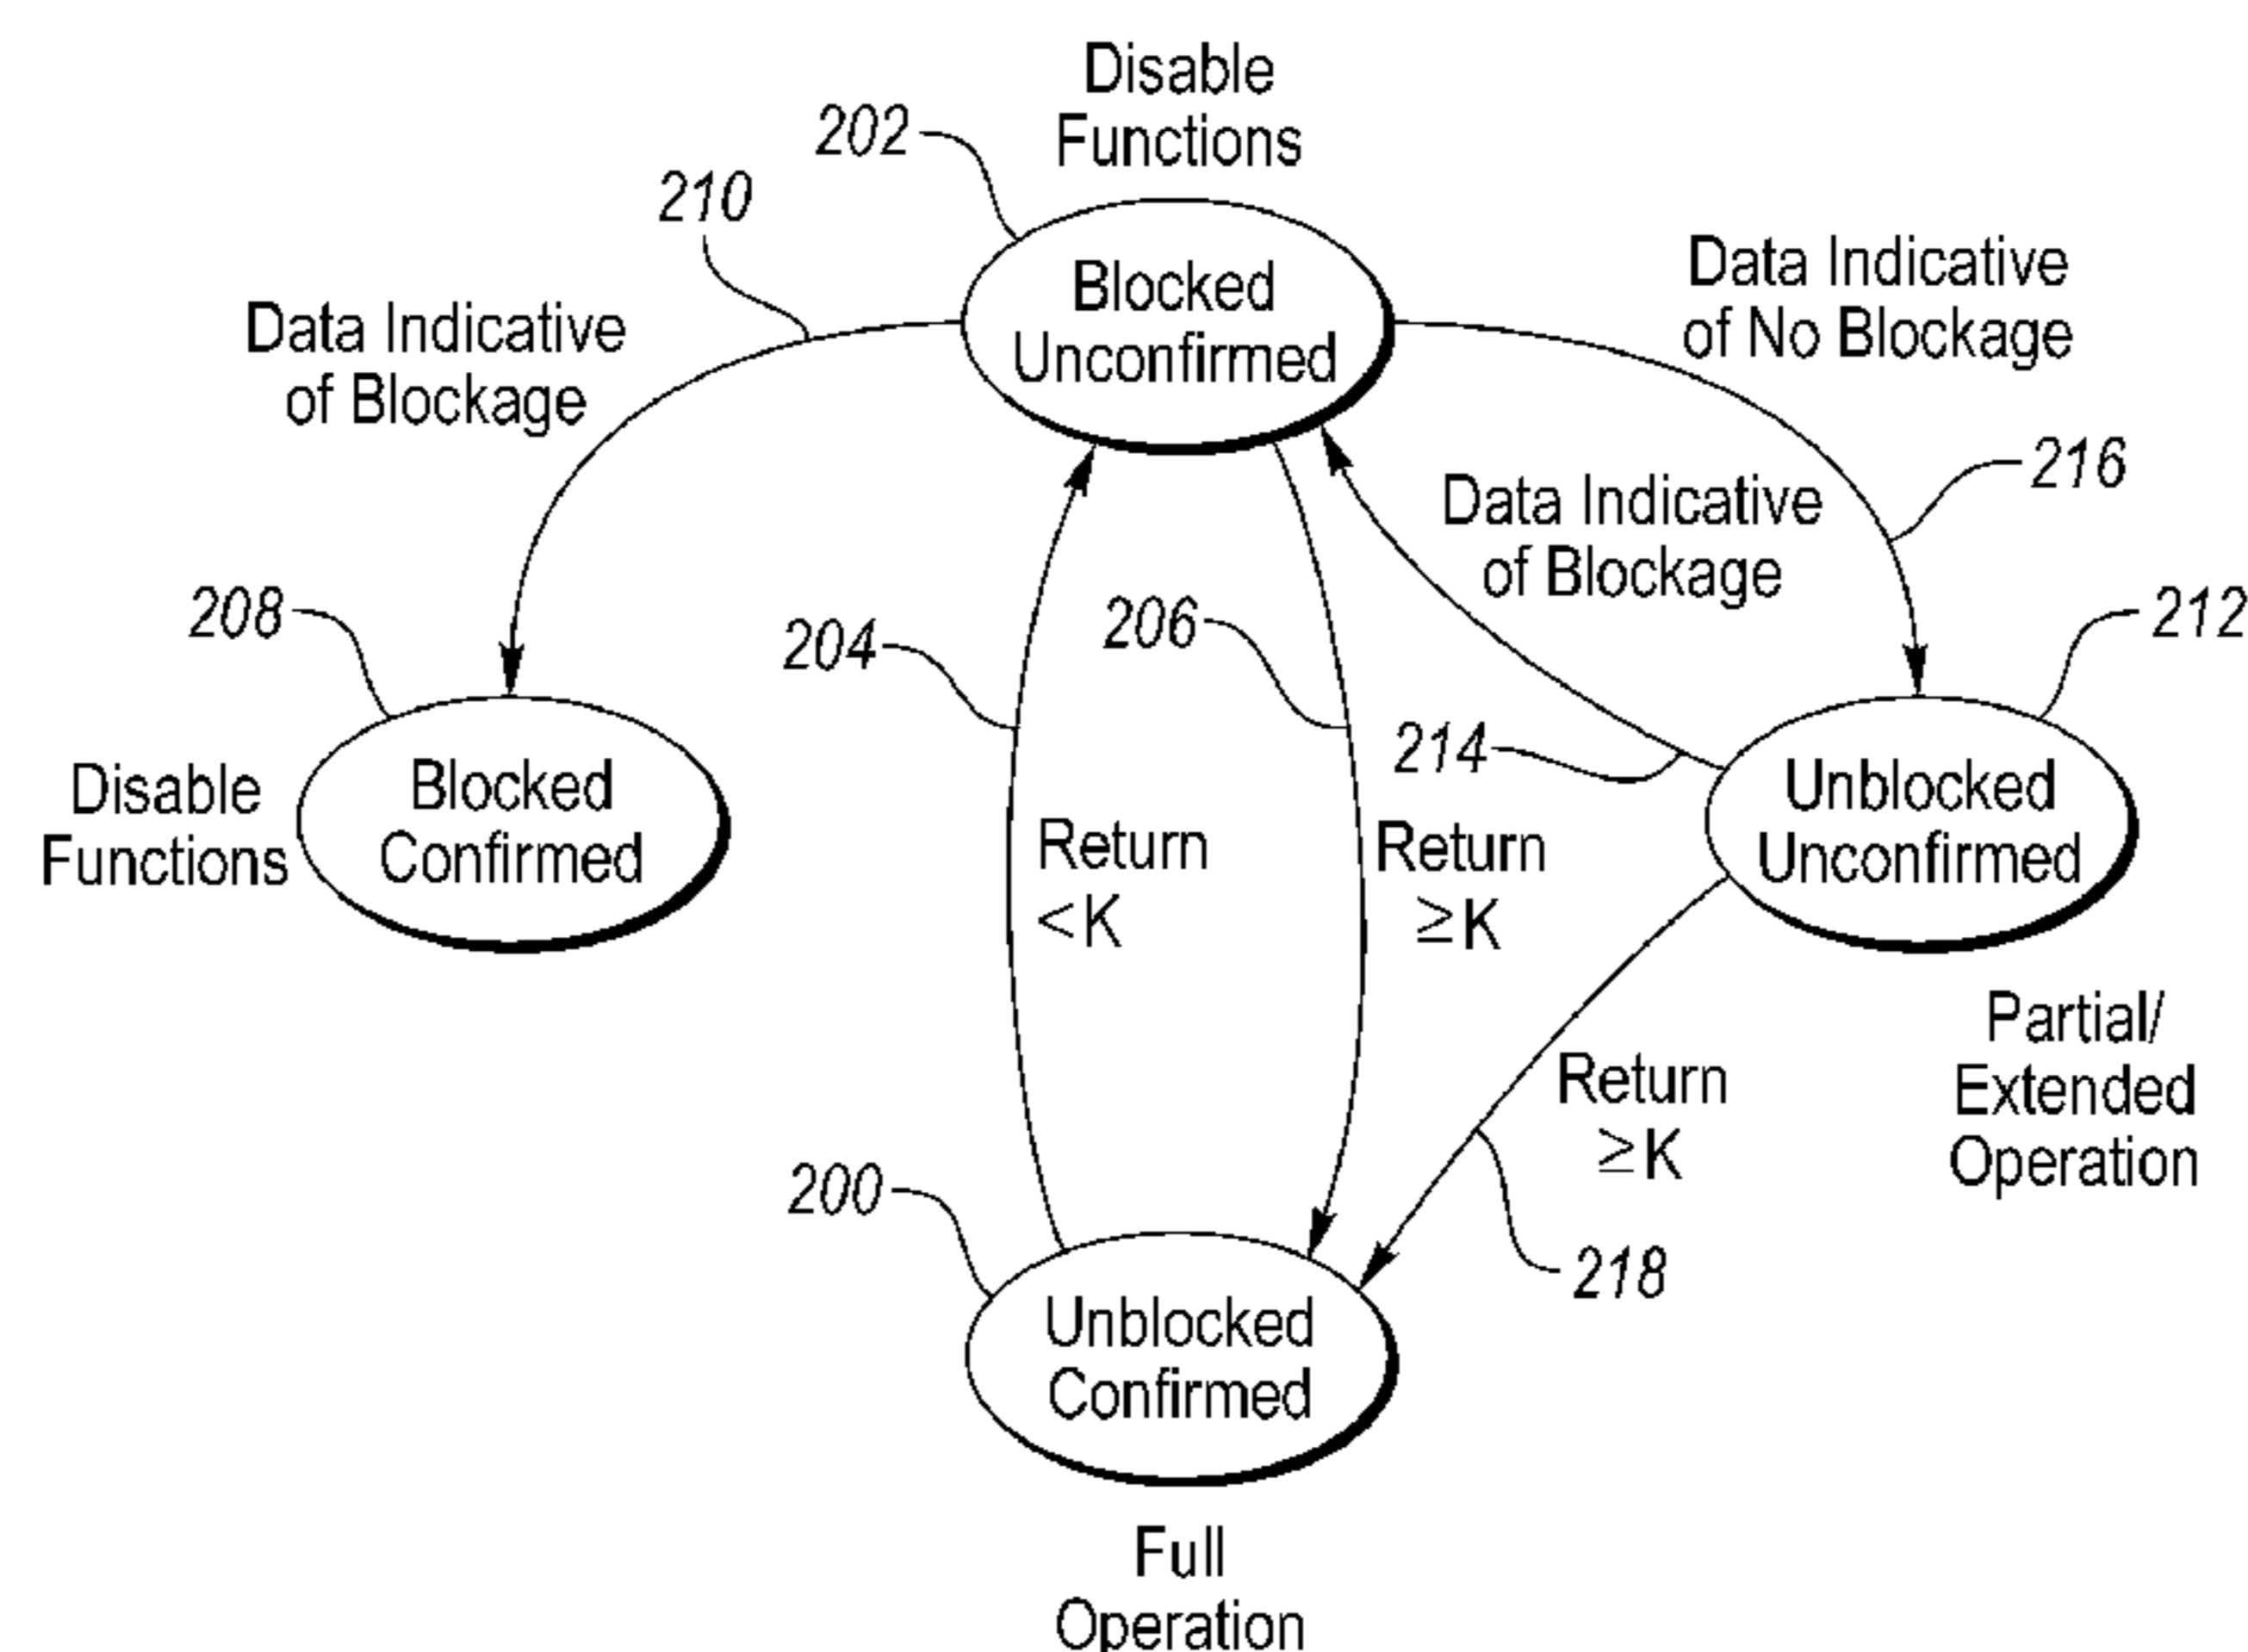 Disable
Functions
202
210
Blocked
Unconfirmed
Data Indicative
of No Blockage
Data Indicative
of Blockage
216
Data Indicative
of Blockage
208
204
206
212
214
Disable
Functions
Blocked
Confirmed
Return
<K
Return
≥K
Unblocked
Unconfirmed
Partial/
Extended
Operation
Return
≥K
200
218
Unblocked
Confirmed
Full
Operation